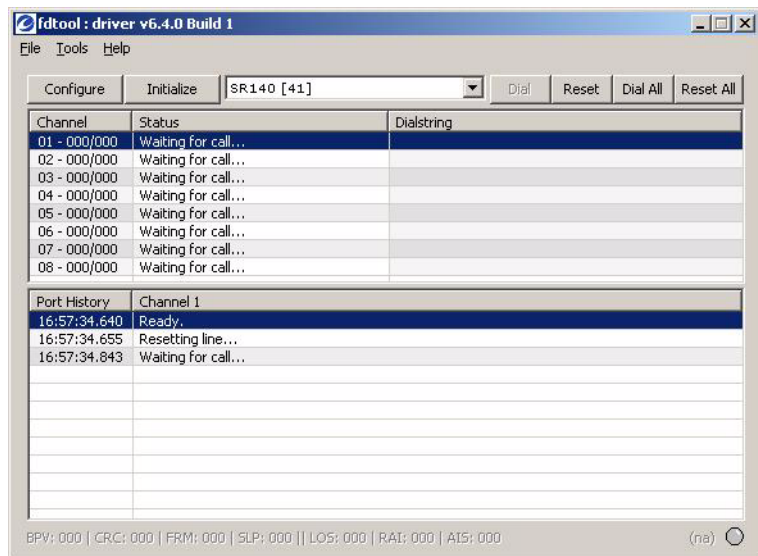 fdtool : driver v6.4.0 Build 1
File Tools Help
Configure Initialize SR140 [41] Dial Reset Dial All Reset All
Channel Status Dialstring
01 - 000/000 Waiting for call...
02 - 000/000 Waiting for call...
03 - 000/000 Waiting for call...
04 - 000/000 Waiting for call...
05 - 000/000 Waiting for call...
06 - 000/000 Waiting for call...
07 - 000/000 Waiting for call...
08 - 000/000 Waiting for call...
Port History Channel 1
16:57:34.640 Ready.
16:57:34.655 Resetting line...
16:57:34.843 Waiting for call...
BPV: 000 | CRC: 000 | FRM: 000 | SLP: 000 || LOS: 000 | RAI: 000 | AIS: 000 (na)